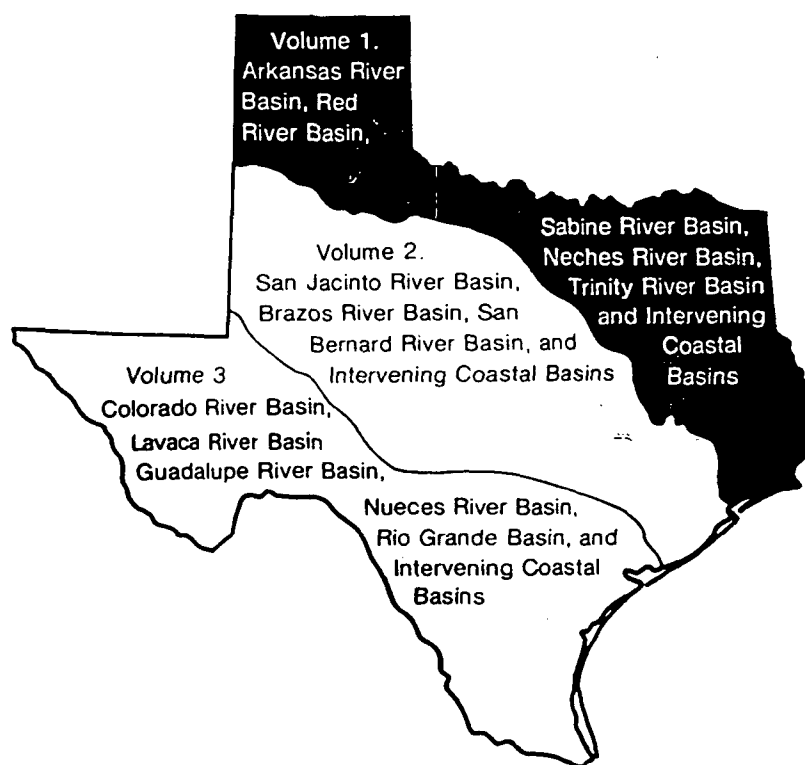 Volume 1.
Arkansas River
Basin, Red
River Basin,
Sabine River Basin,
Neches River Basin,
Trinity River Basin
and Intervening
Coastal
Basins
Volume 2.
San Jacinto River Basin,
Brazos River Basin, San
Bernard River Basin, and
Intervening Coastal Basins
Volume 3
Colorado River Basin,
Lavaca River Basin
Guadalupe River Basin,
Nueces River Basin,
Rio Grande Basin, and
Intervening Coastal
Basins